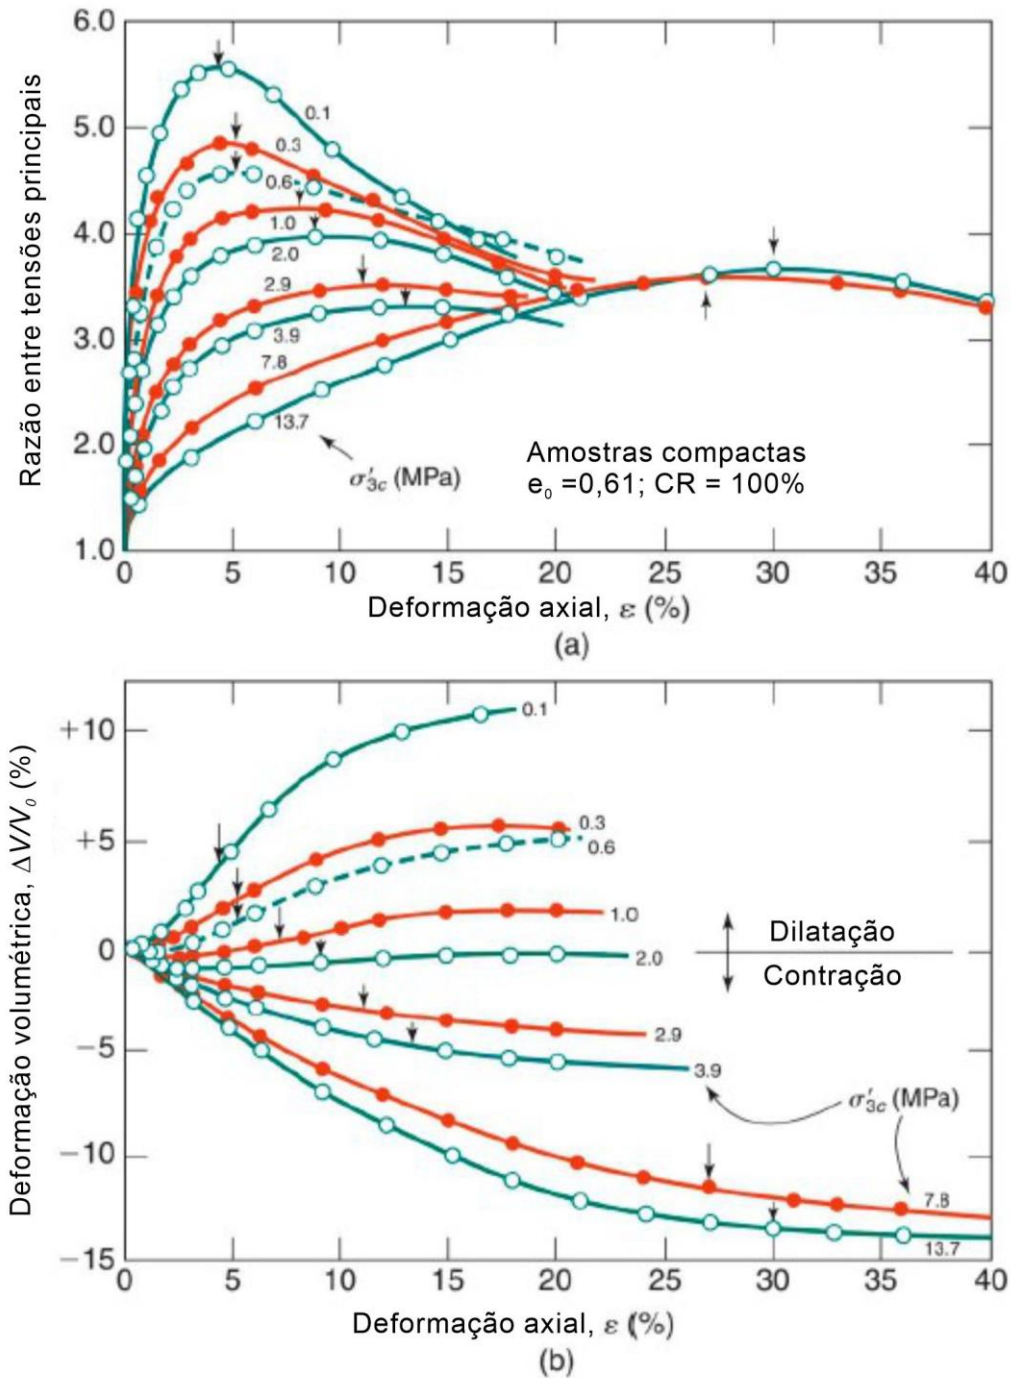 Razão entre tensões principais
6.0
5.0
4.0
3.0
2.0
1.0
0.1
0.3
0.6
1.0
2.0
2.9
3.9
7.8
13.7
σ′3c (MPa)
Amostras compactas
e₀ =0,61; CR = 100%
0 5 10 15 20 25 30 35 40
Deformação axial, ε (%)
(a)
Deformação volumétrica, ΔV/V₀ (%)
+10
+5
0
−5
−10
−15
0.1
0.3
0.6
1.0
2.0
2.9
3.9
Dilatação
Contração
σ′3c (MPa)
7.8
13.7
0 5 10 15 20 25 30 35 40
Deformação axial, ε (%)
(b)